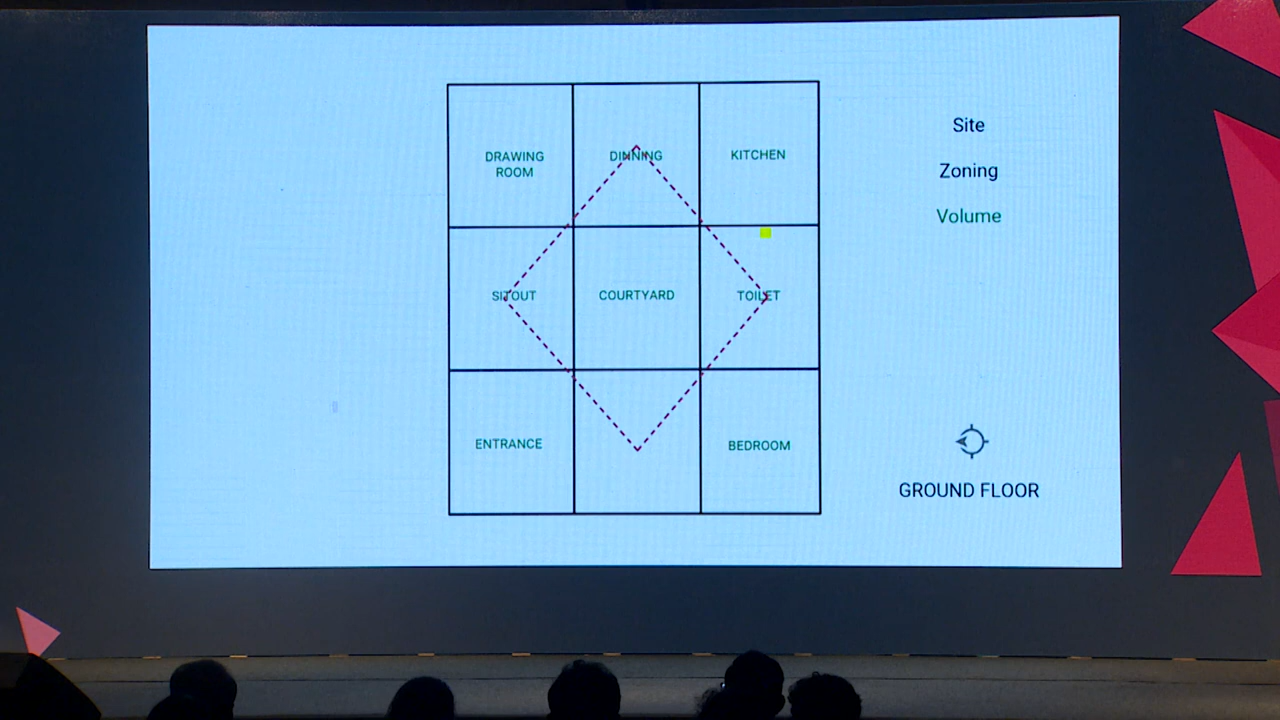 DRAWING
ROOM
DINNING
KITCHEN
SITOUT
COURTYARD
TOILET
ENTRANCE
BEDROOM
Site
Zoning
Volume
GROUND FLOOR